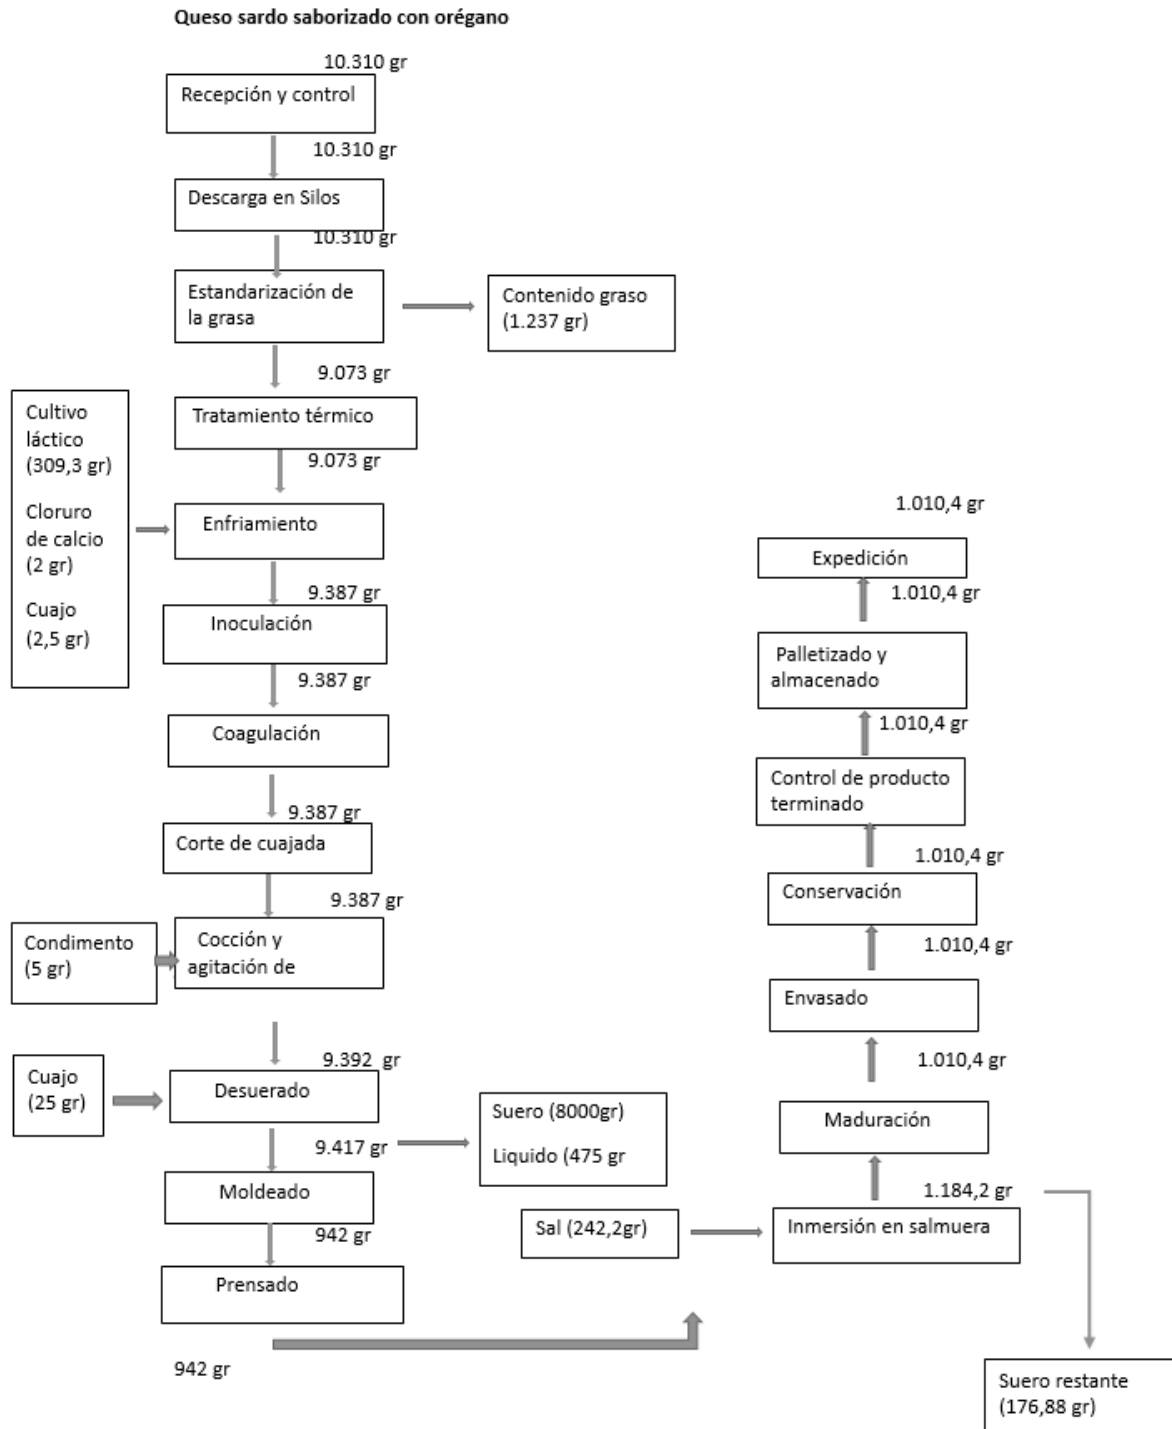 Queso sardo saborizado con orégano
10.310 gr
Recepción y control
10.310 gr
Descarga en Silos
10.310 gr
Estandarización de
la grasa
Contenido graso
(1.237 gr)
9.073 gr
Tratamiento térmico
9.073 gr
Cultivo
láctico
(309,3 gr)
Cloruro
de calcio
(2 gr)
Cuajo
(2,5 gr)
Enfriamiento
9.387 gr
Inoculación
9.387 gr
Coagulación
9.387 gr
Corte de cuajada
9.387 gr
Condimento
(5 gr)
Cocción y
agitación de
9.392 gr
Cuajo
(25 gr)
Desuerado
9.417 gr
Suero (8000gr)
Liquido (475 gr
Moldeado
942 gr
Prensado
942 gr
Sal (242,2gr)
Inmersión en salmuera
1.184,2 gr
Suero restante
(176,88 gr)
Maduración
1.010,4 gr
Envasado
1.010,4 gr
Conservación
1.010,4 gr
Control de producto
terminado
1.010,4 gr
Palletizado y
almacenado
1.010,4 gr
Expedición
1.010,4 gr